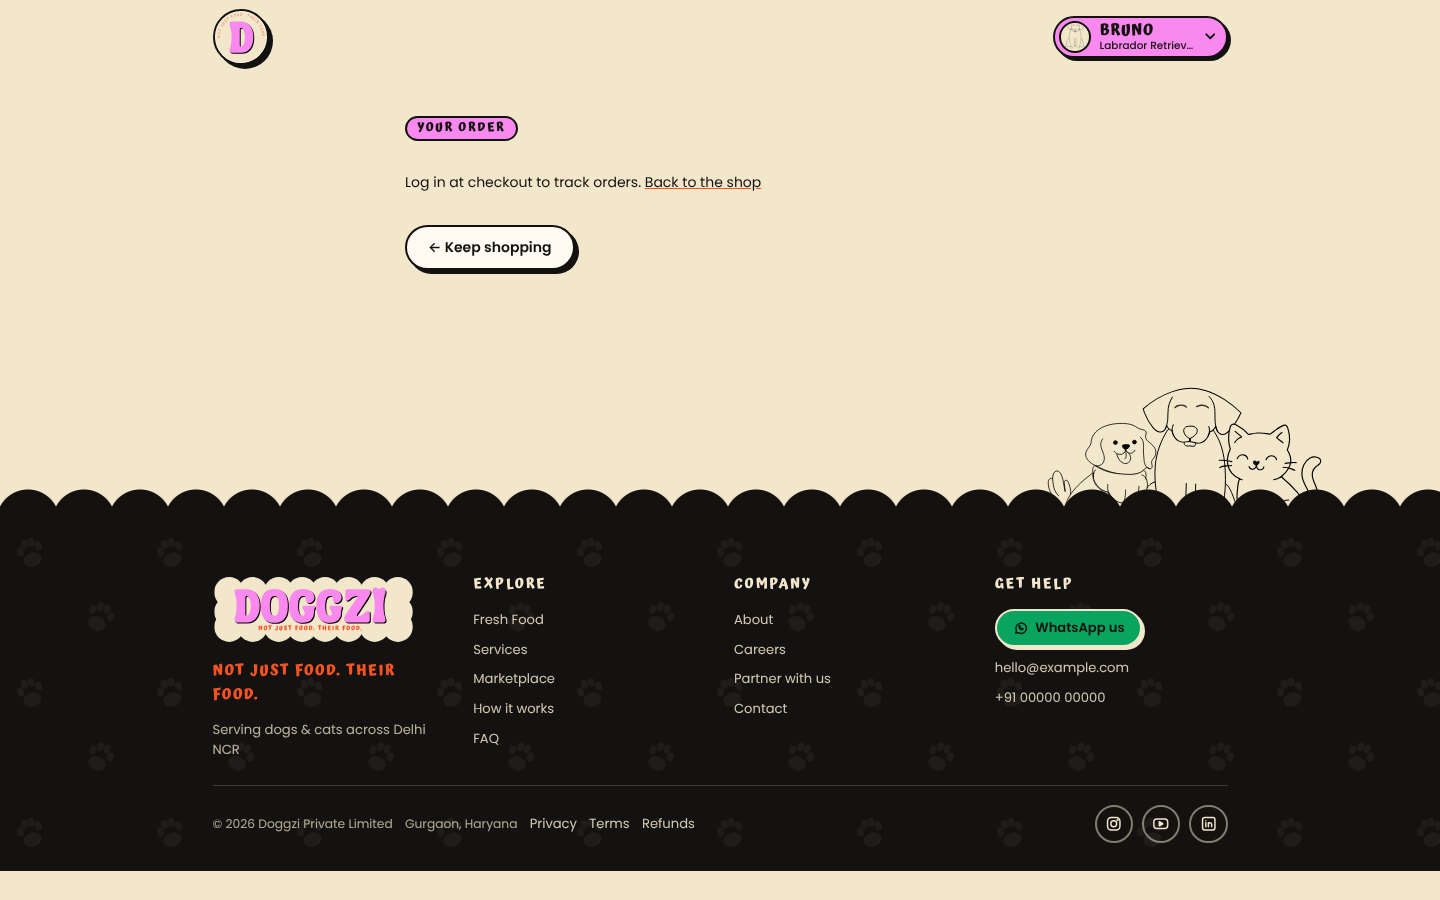 D
BRUNO
Labrador Retriev...
YOUR ORDER
Log in at checkout to track orders. Back to the shop
← Keep shopping
DOGGZI
NOT JUST FOOD. THEIR FOOD.
NOT JUST FOOD. THEIR
FOOD.
Serving dogs & cats across Delhi
NCR
EXPLORE
Fresh Food
Services
Marketplace
How it works
FAQ
COMPANY
About
Careers
Partner with us
Contact
GET HELP
WhatsApp us
hello@example.com
+91 00000 00000
© 2026 Doggzi Private Limited Gurgaon, Haryana Privacy Terms Refunds